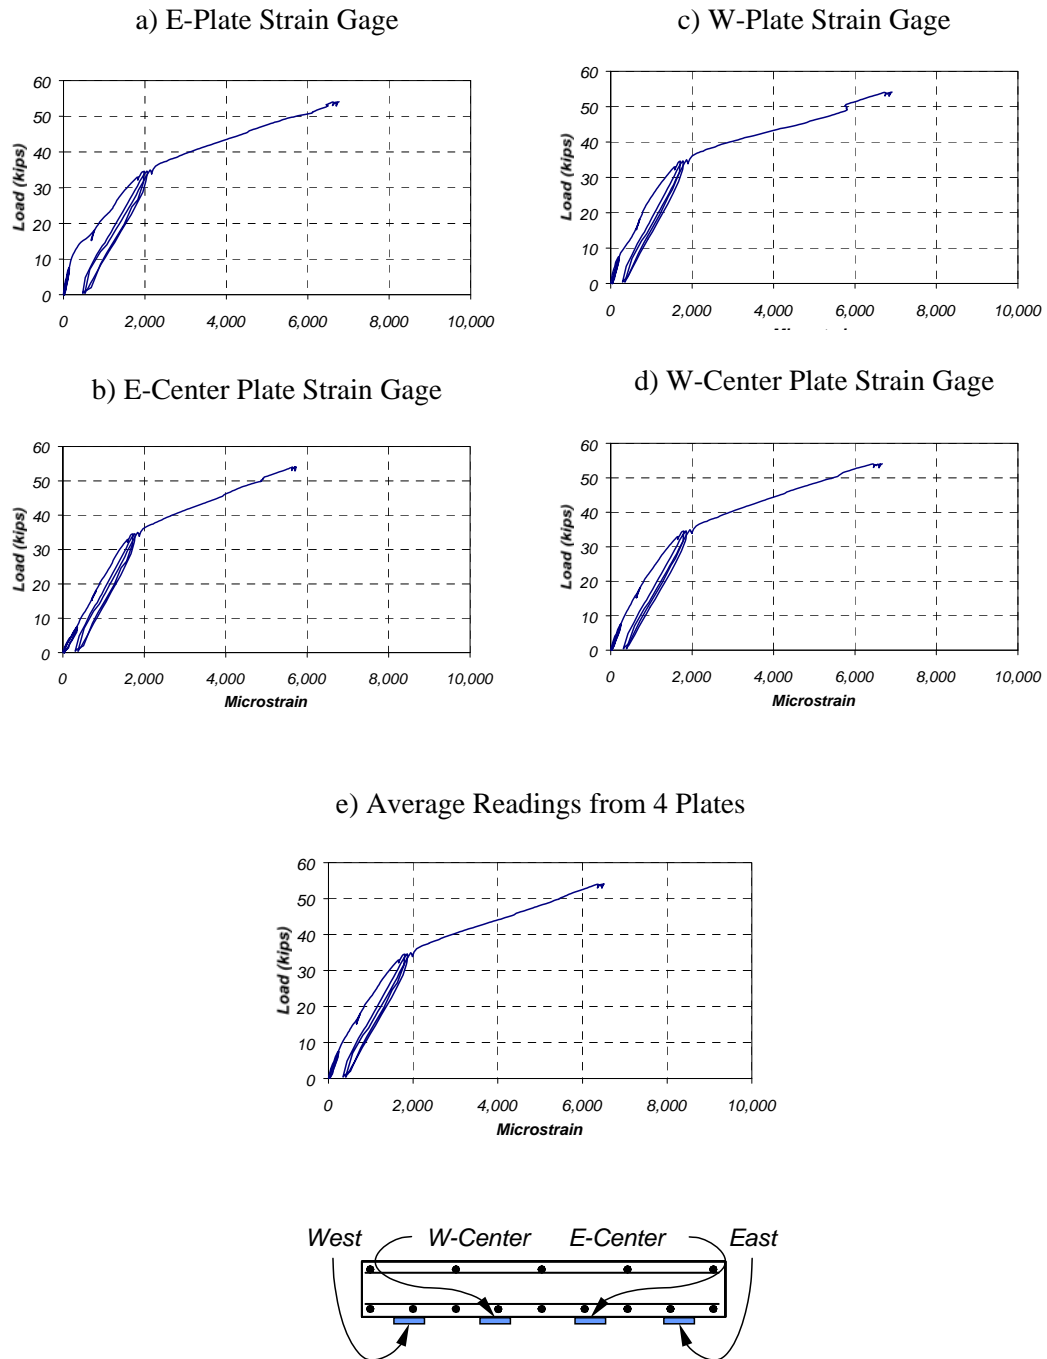 a) E-Plate Strain Gage
60
50
40
30
20
10
0
Load (kips)
0 2,000 4,000 6,000 8,000 10,000
c) W-Plate Strain Gage
60
50
40
30
20
10
0
Load (kips)
0 2,000 4,000 6,000 8,000 10,000
b) E-Center Plate Strain Gage
60
50
40
30
20
10
0
Load (kips)
0 2,000 4,000 6,000 8,000 10,000
Microstrain
d) W-Center Plate Strain Gage
60
50
40
30
20
10
0
Load (kips)
0 2,000 4,000 6,000 8,000 10,000
Microstrain
e) Average Readings from 4 Plates
60
50
40
30
20
10
0
Load (kips)
0 2,000 4,000 6,000 8,000 10,000
Microstrain
West W-Center E-Center East